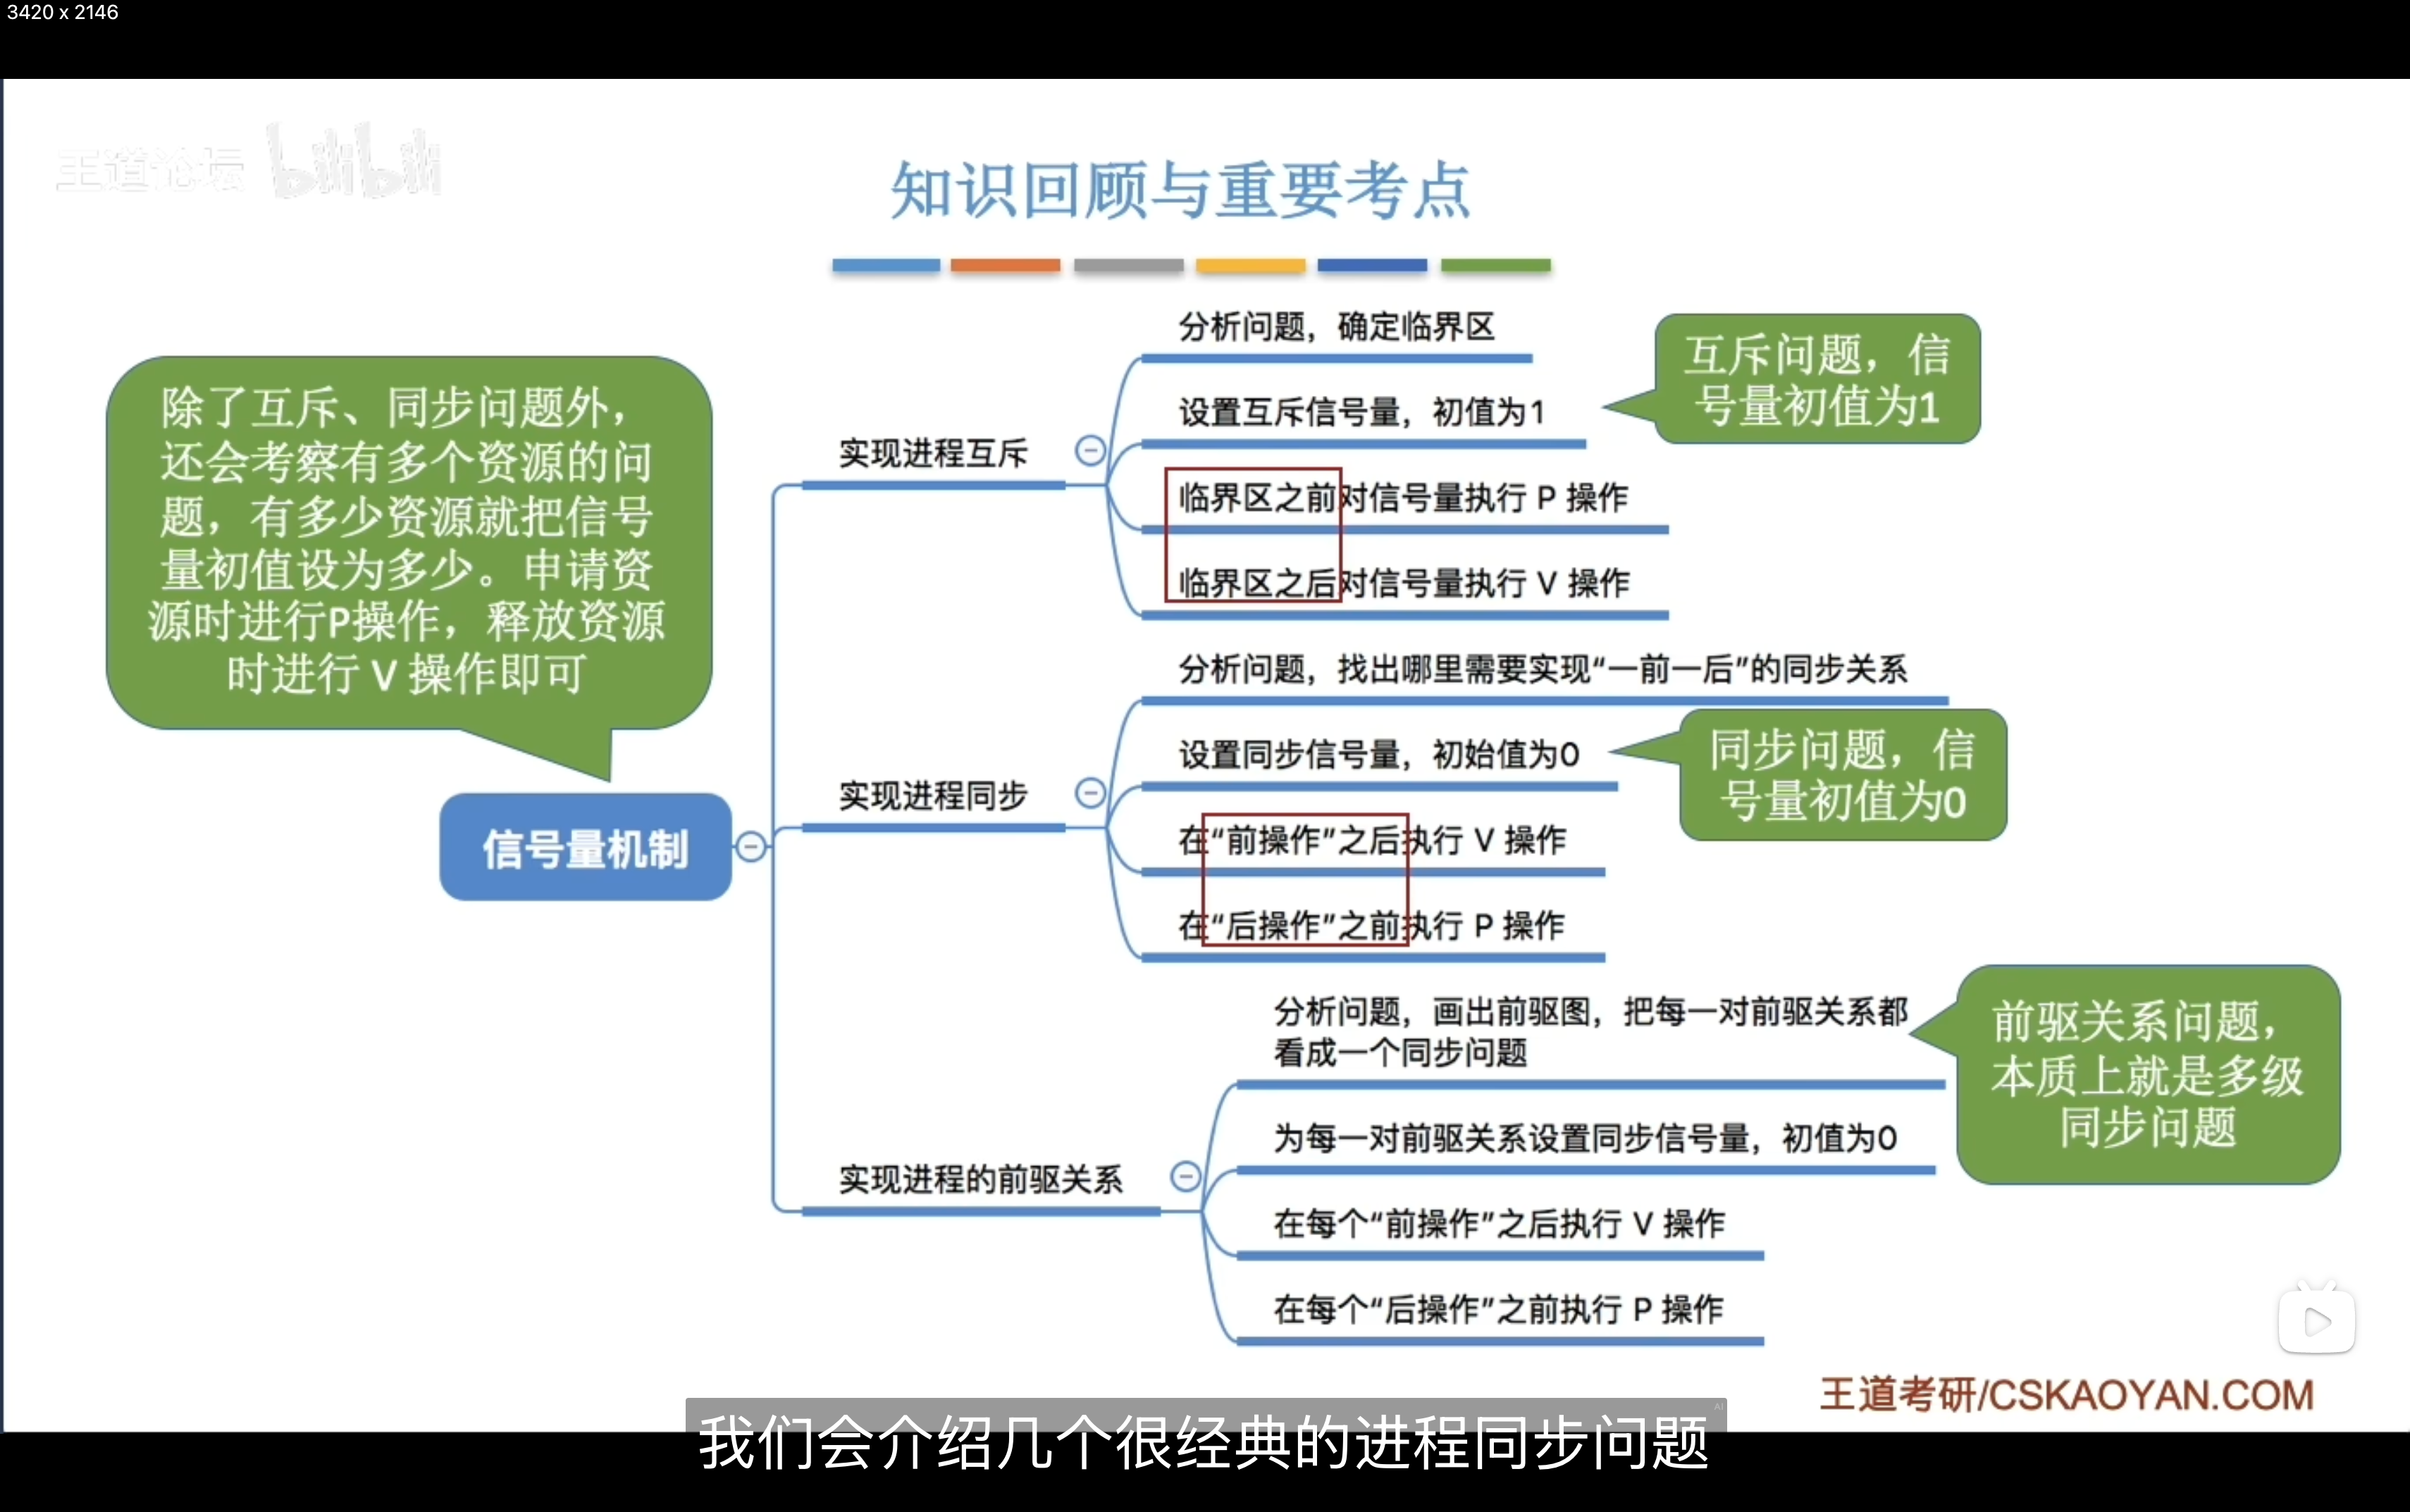 3420 x 2146
王道论坛 bilibili
知识回顾与重要考点
除了互斥、同步问题外，
还会考察有多个资源的问
题，有多少资源就把信号
量初值设为多少。申请资
源时进行P操作，释放资源
时进行 V 操作即可
信号量机制
实现进程互斥
分析问题，确定临界区
设置互斥信号量，初值为1
临界区之前对信号量执行 P 操作
临界区之后对信号量执行 V 操作
互斥问题，信
号量初值为1
实现进程同步
分析问题，找出哪里需要实现“一前一后”的同步关系
设置同步信号量，初始值为0
在“前操作”之后执行 V 操作
在“后操作”之前执行 P 操作
同步问题，信
号量初值为0
实现进程的前驱关系
分析问题，画出前驱图，把每一对前驱关系都
看成一个同步问题
为每一对前驱关系设置同步信号量，初值为0
在每个“前操作”之后执行 V 操作
在每个“后操作”之前执行 P 操作
前驱关系问题，
本质上就是多级
同步问题
王道考研/CSKAOYAN.COM
AI
我们会介绍几个很经典的进程同步问题